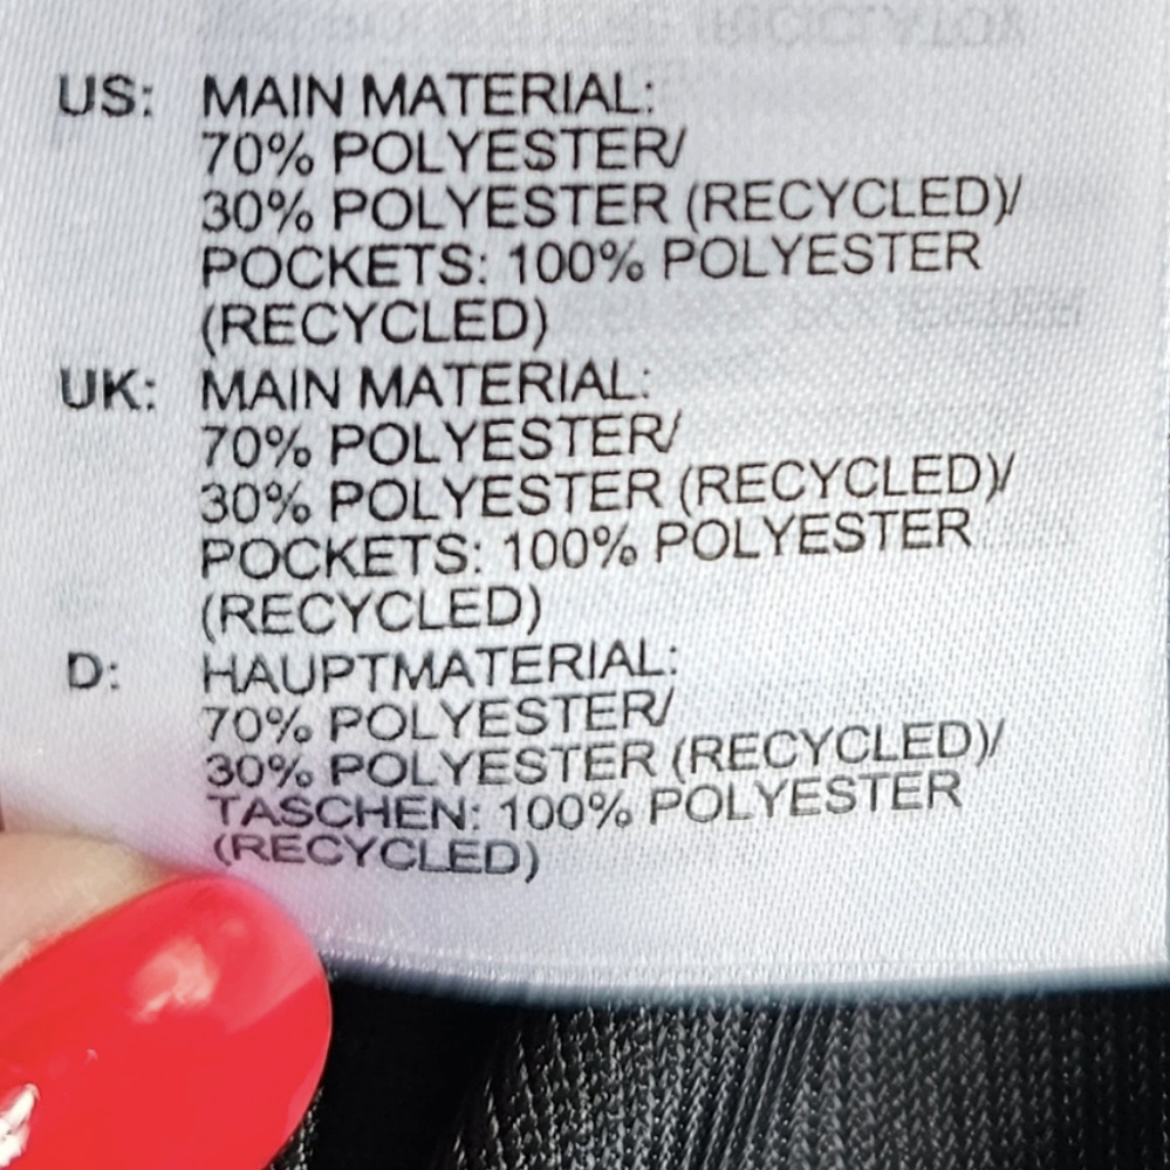 US: MAIN MATERIAL:
70% POLYESTER/
30% POLYESTER (RECYCLED)/
POCKETS: 100% POLYESTER
(RECYCLED)
UK: MAIN MATERIAL:
70% POLYESTER/
30% POLYESTER (RECYCLED)/
POCKETS: 100% POLYESTER
(RECYCLED)
D: HAUPTMATERIAL:
70% POLYESTER/
30% POLYESTER (RECYCLED)/
TASCHEN: 100% POLYESTER
(RECYCLED)